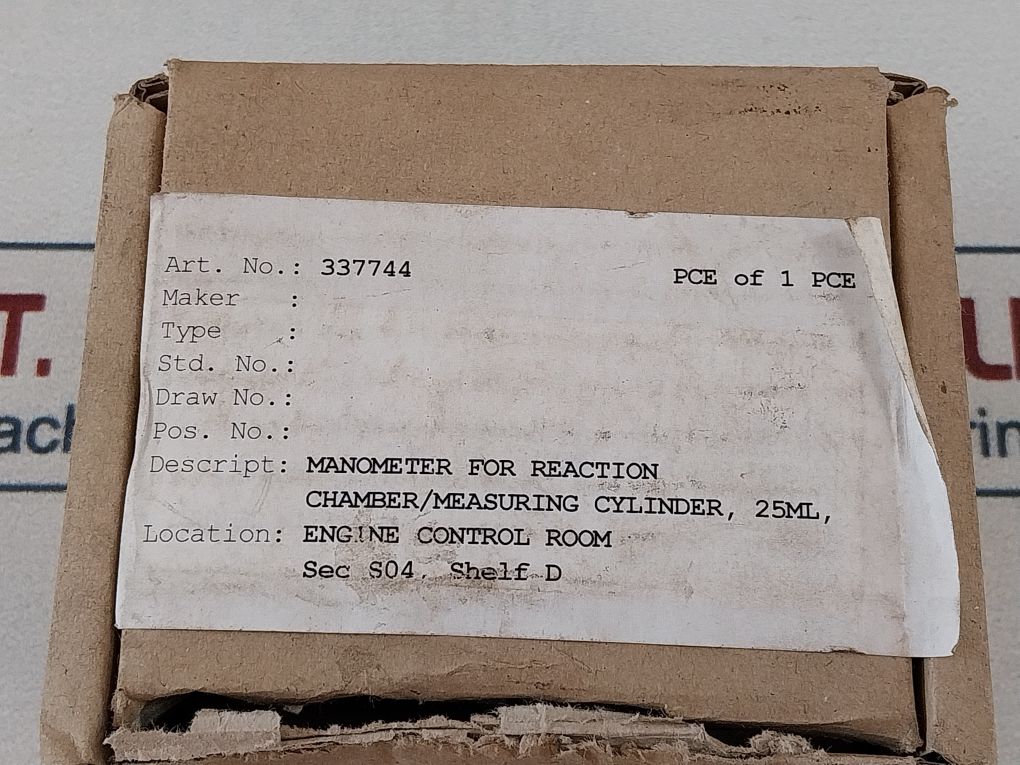 Art. No.: 337744 PCE of 1 PCE
Maker :
Type :
Std. No.:
Draw No.:
Pos. No.:
Descript: MANOMETER FOR REACTION
CHAMBER/MEASURING CYLINDER, 25ML,
Location: ENGINE CONTROL ROOM
Sec S04, Shelf D